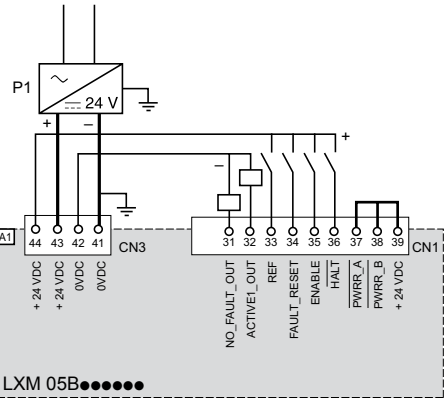 P1
24 V
+ –
+
–
A1
44 43 42 41
CN3
31 32 33 34 35 36 37 38 39
CN1
+ 24 VDC
+ 24 VDC
0VDC
0VDC
NO_FAULT_OUT
ACTIVE1_OUT
REF
FAULT_RESET
ENABLE
HALT
PWRR_A
PWRR_B
+ 24 VDC
LXM 05B●●●●●●